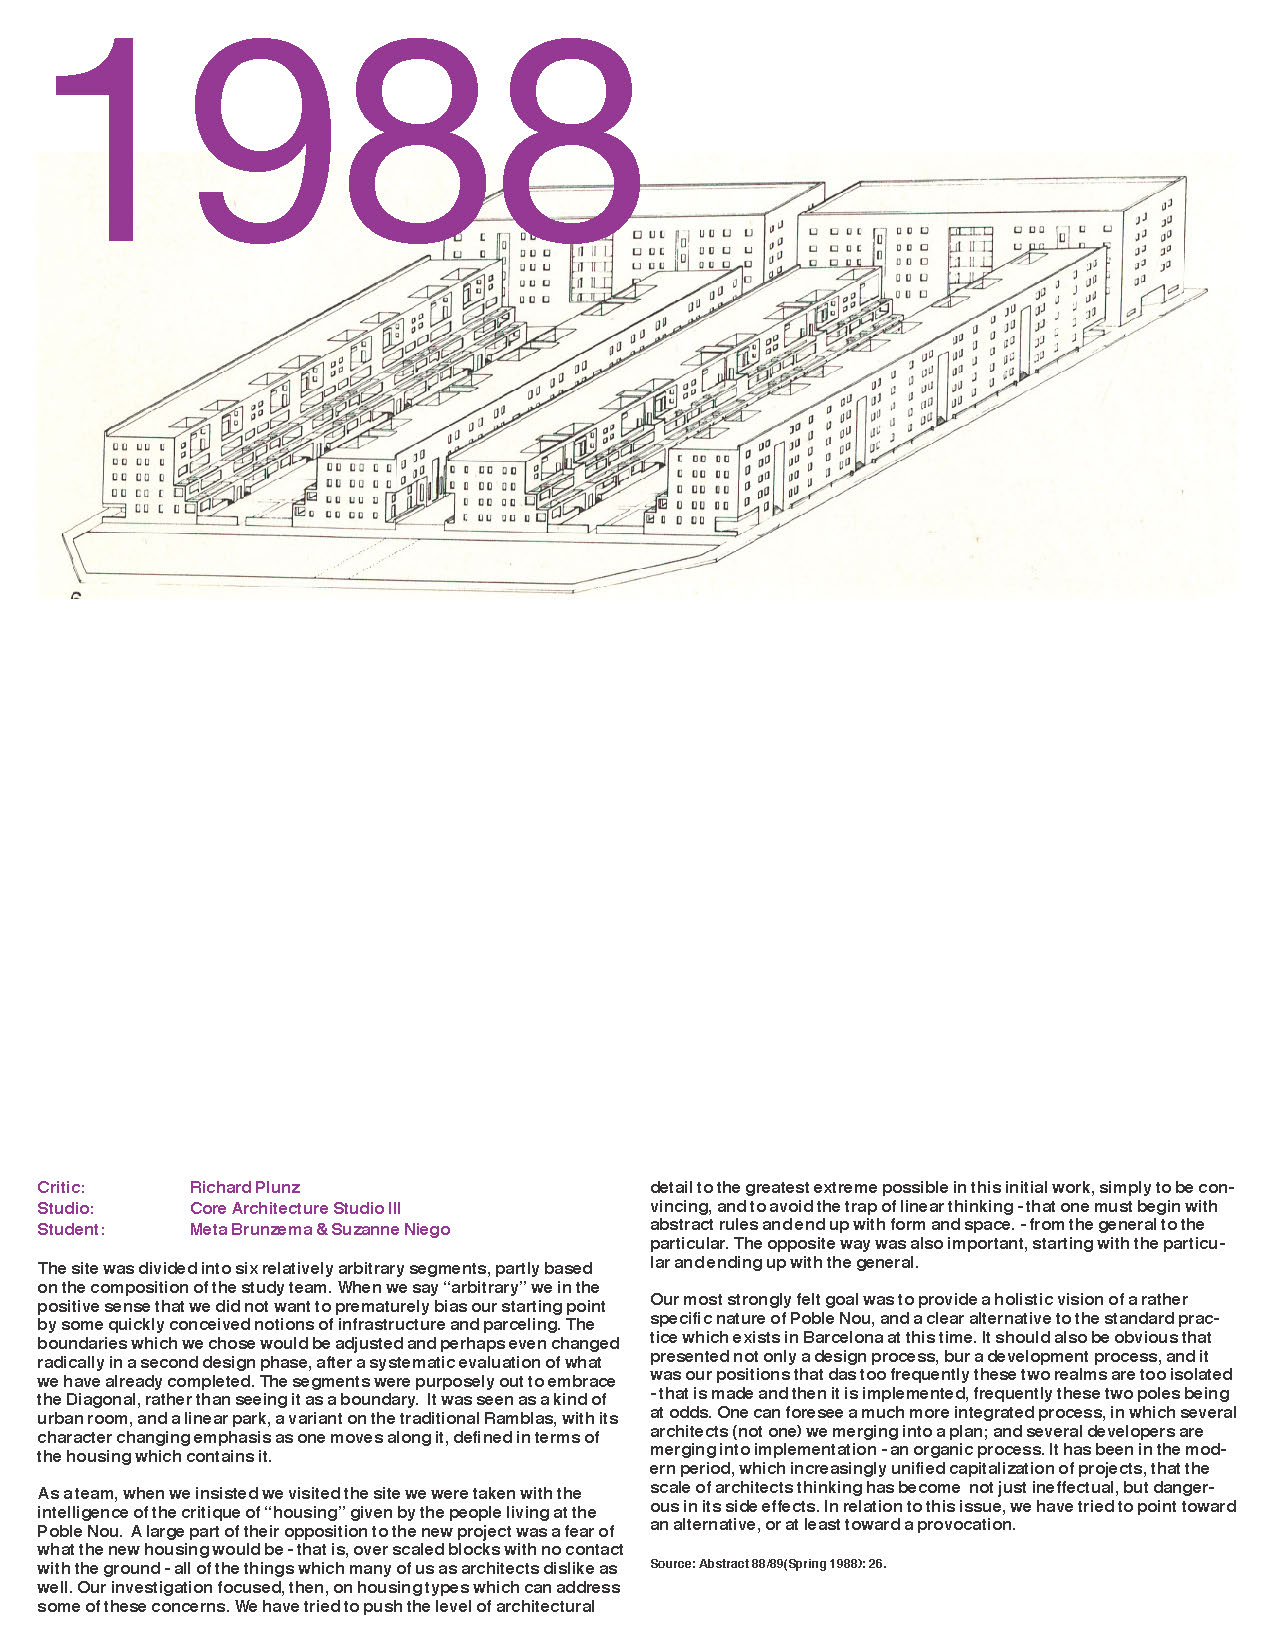 1988
Critic: Richard Plunz
Studio: Core Architecture Studio III
Student: Meta Brunzema & Suzanne Niego
The site was divided into six relatively arbitrary segments, partly based
on the composition of the study team. When we say “arbitrary” we in the
positive sense that we did not want to prematurely bias our starting point
by some quickly conceived notions of infrastructure and parceling. The
boundaries which we chose would be adjusted and perhaps even changed
radically in a second design phase, after a systematic evaluation of what
we have already completed. The segments were purposely out to embrace
the Diagonal, rather than seeing it as a boundary. It was seen as a kind of
urban room, and a linear park, a variant on the traditional Ramblas, with its
character changing emphasis as one moves along it, defined in terms of
the housing which contains it.
As a team, when we insisted we visited the site we were taken with the
intelligence of the critique of “housing” given by the people living at the
Poble Nou. A large part of their opposition to the new project was a fear of
what the new housing would be - that is, over scaled blocks with no contact
with the ground - all of the things which many of us as architects dislike as
well. Our investigation focused, then, on housing types which can address
some of these concerns. We have tried to push the level of architectural
detail to the greatest extreme possible in this initial work, simply to be con-
vincing, and to avoid the trap of linear thinking - that one must begin with
abstract rules and end up with form and space. - from the general to the
particular. The opposite way was also important, starting with the particu-
lar and ending up with the general.
Our most strongly felt goal was to provide a holistic vision of a rather
specific nature of Poble Nou, and a clear alternative to the standard prac-
tice which exists in Barcelona at this time. It should also be obvious that
presented not only a design process, bur a development process, and it
was our positions that das too frequently these two realms are too isolated
- that is made and then it is implemented, frequently these two poles being
at odds. One can foresee a much more integrated process, in which several
architects (not one) we merging into a plan; and several developers are
merging into implementation - an organic process. It has been in the mod-
ern period, which increasingly unified capitalization of projects, that the
scale of architects thinking has become not just ineffectual, but danger-
ous in its side effects. In relation to this issue, we have tried to point toward
an alternative, or at least toward a provocation.
Source: Abstract 88/89(Spring 1988): 26.